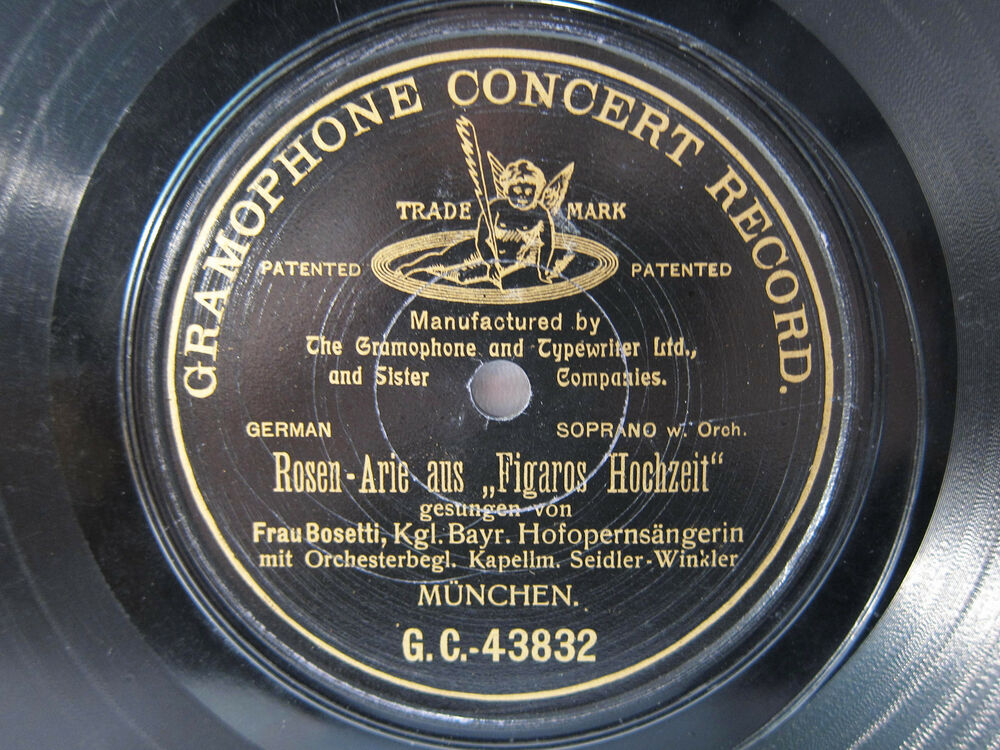 GRAMOPHONE CONCERT RECORD.
TRADE MARK
PATENTED PATENTED
Manufactured by
The Gramophone and Typewriter Ltd.,
and Sister Companies.
GERMAN SOPRANO w. Orch.
Rosen-Arie aus „Figaros Hochzeit“
gesungen von
Frau Bosetti, Kgl. Bayr. Hofopernsängerin
mit Orchesterbegl. Kapellm. Seidler-Winkler
MÜNCHEN.
G. C.-43832